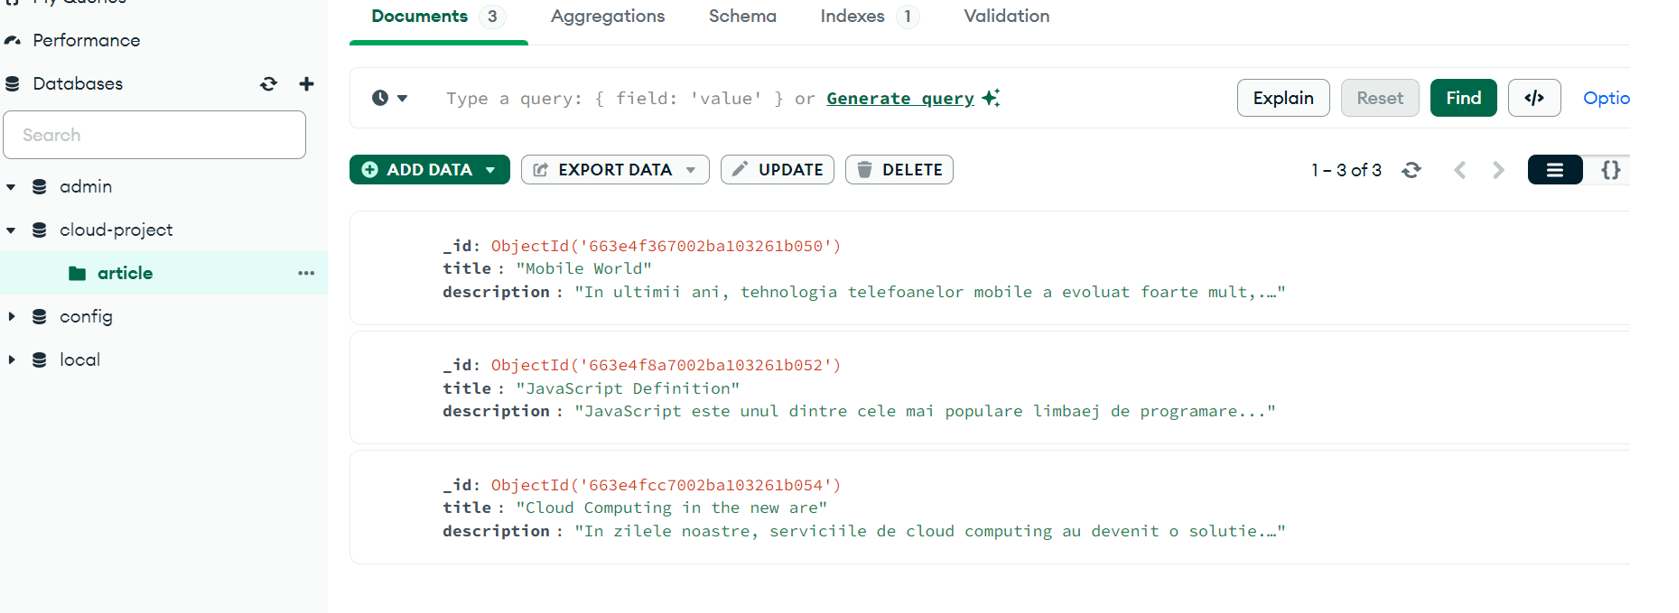 My Queries
Documents 3 Aggregations Schema Indexes 1 Validation
Performance
Databases
Type a query: { field: 'value' } or Generate query Explain Reset Find </> Optio
Search
ADD DATA EXPORT DATA UPDATE DELETE 1 – 3 of 3 {}
admin
cloud-project
article ...
config
local
_id: ObjectId('663e4f367002ba103261b050')
title : "Mobile World"
description : "In ultimii ani, tehnologia telefoanelor mobile a evoluat foarte mult,.…"
_id: ObjectId('663e4f8a7002ba103261b052')
title : "JavaScript Definition"
description : "JavaScript este unul dintre cele mai populare limbaej de programare..."
_id: ObjectId('663e4fcc7002ba103261b054')
title : "Cloud Computing in the new are"
description : "In zilele noastre, serviciile de cloud computing au devenit o solutie.…"